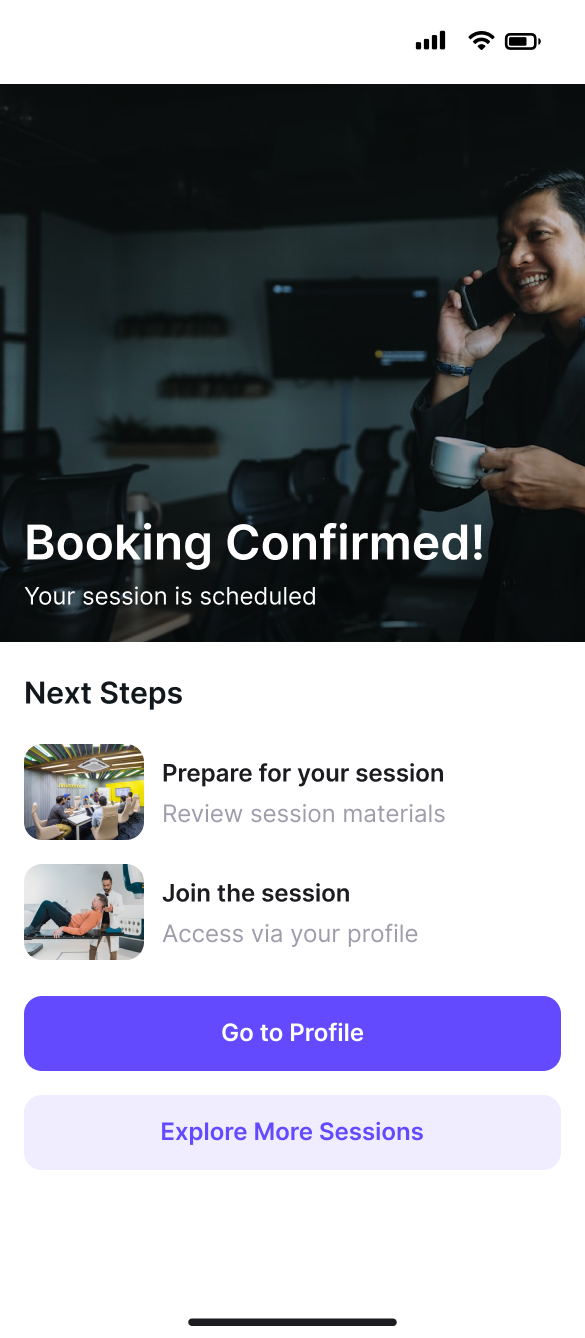 Booking Confirmed!
Your session is scheduled
Next Steps
Prepare for your session
Review session materials
Join the session
Access via your profile
Go to Profile
Explore More Sessions